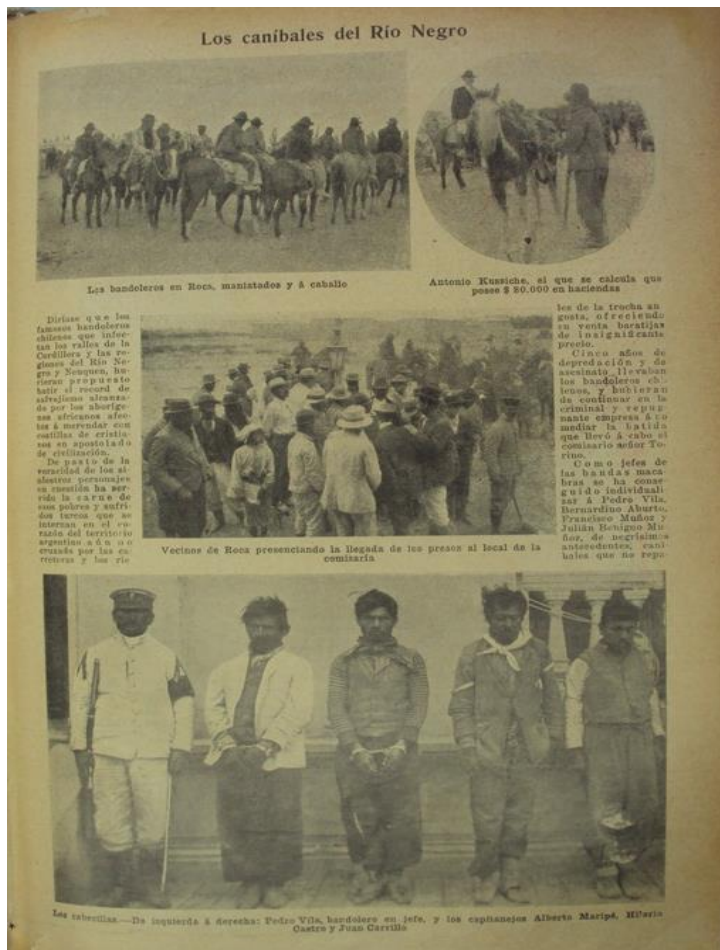 Los caníbales del Río Negro
Los bandoleros en Roca, maniatados y á caballo
Antonio Kussiche, el que se calcula que
posee $ 80.000 en haciendas
Diríase que los
famosos bandoleros
chilenos que infec-
tan los valles de la
Cordillera y las re-
giones del Río Ne-
gro y Neuquen, hu-
bieran propuesto
batir el record de
salvajismo alcanza-
do por los aboríge-
nes africanos afec-
tos á merendar con
costillas de cristia-
nos en apostolado
de civilización.
De pasto de la
voracidad de los si-
niestros personajes
en cuestión ha ser-
vido la carne de
esos pobres y sufri-
dos turcos que se
internan en el co-
razón del territorio
argentino aún no
cruzado por las ca-
rreteras y los rie
les de la trocha an
gosta, ofreciendo
en venta baratijas
de insignificante
precio.
Cinco años de
depredación y de
asesinato llevaban
los bandoleros chi
lenos, y hubieran
de continuar en la
criminal y repug
nante empresa á no
mediar la batida
que llevó á cabo el
comisario señor To-
rino.
Como jefes de
las bandas maca-
bras se ha conse-
guido individuali
zar á Pedro Vila,
Bernardino Aburto,
Francisco Muñoz y
Julián Benigno Mu
ñoz, de negrísimos
antecedentes, caní
bales que no repa
Vecinos de Roca presenciando la llegada de los presos al local de la
comisaría
Los cabecillas.—De izquierda á derecha: Pedro Vila, bandolero en jefe, y los capitanejos Alberto Maripé, Hilario
Castro y Juan Carrillo